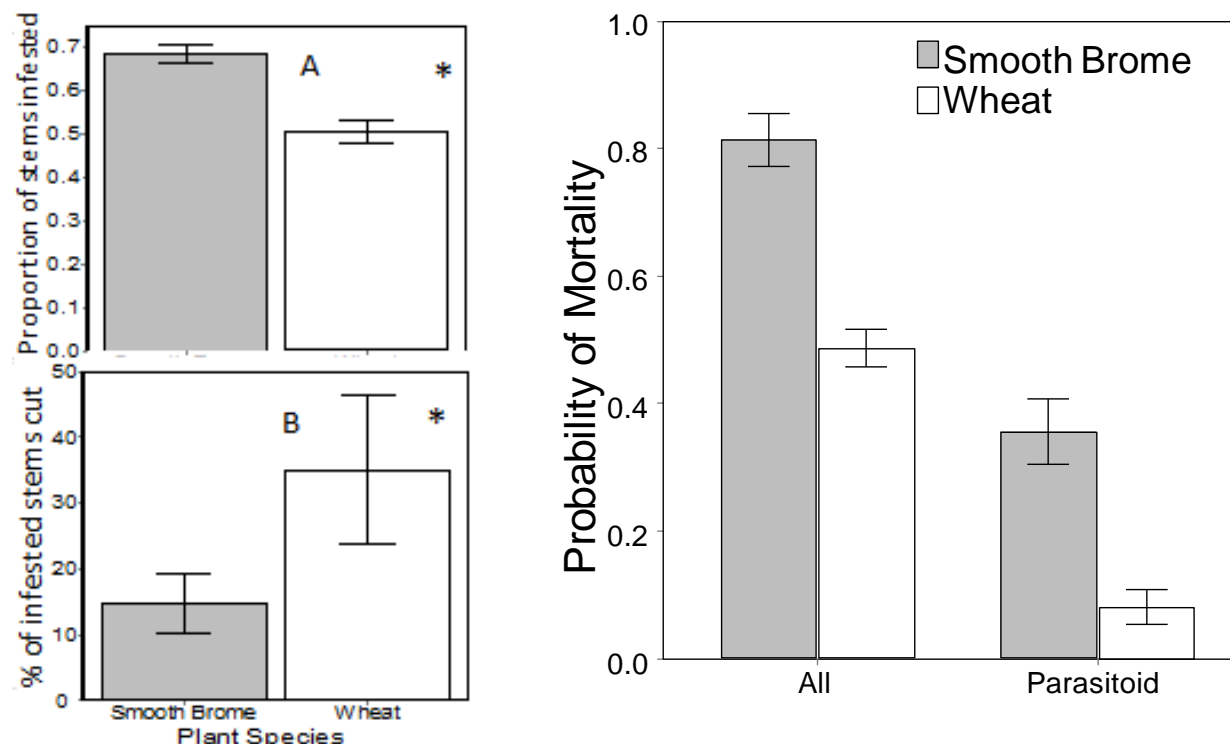 Proportion of stems infested
0.7
0.6
0.5
0.4
0.3
0.2
0.1
0.0
A
*
% of infested stems cut
50
40
30
20
10
0
B
*
Smooth Brome
Wheat
Plant Species
Probability of Mortality
1.0
0.8
0.6
0.4
0.2
0.0
Smooth Brome
Wheat
All
Parasitoid